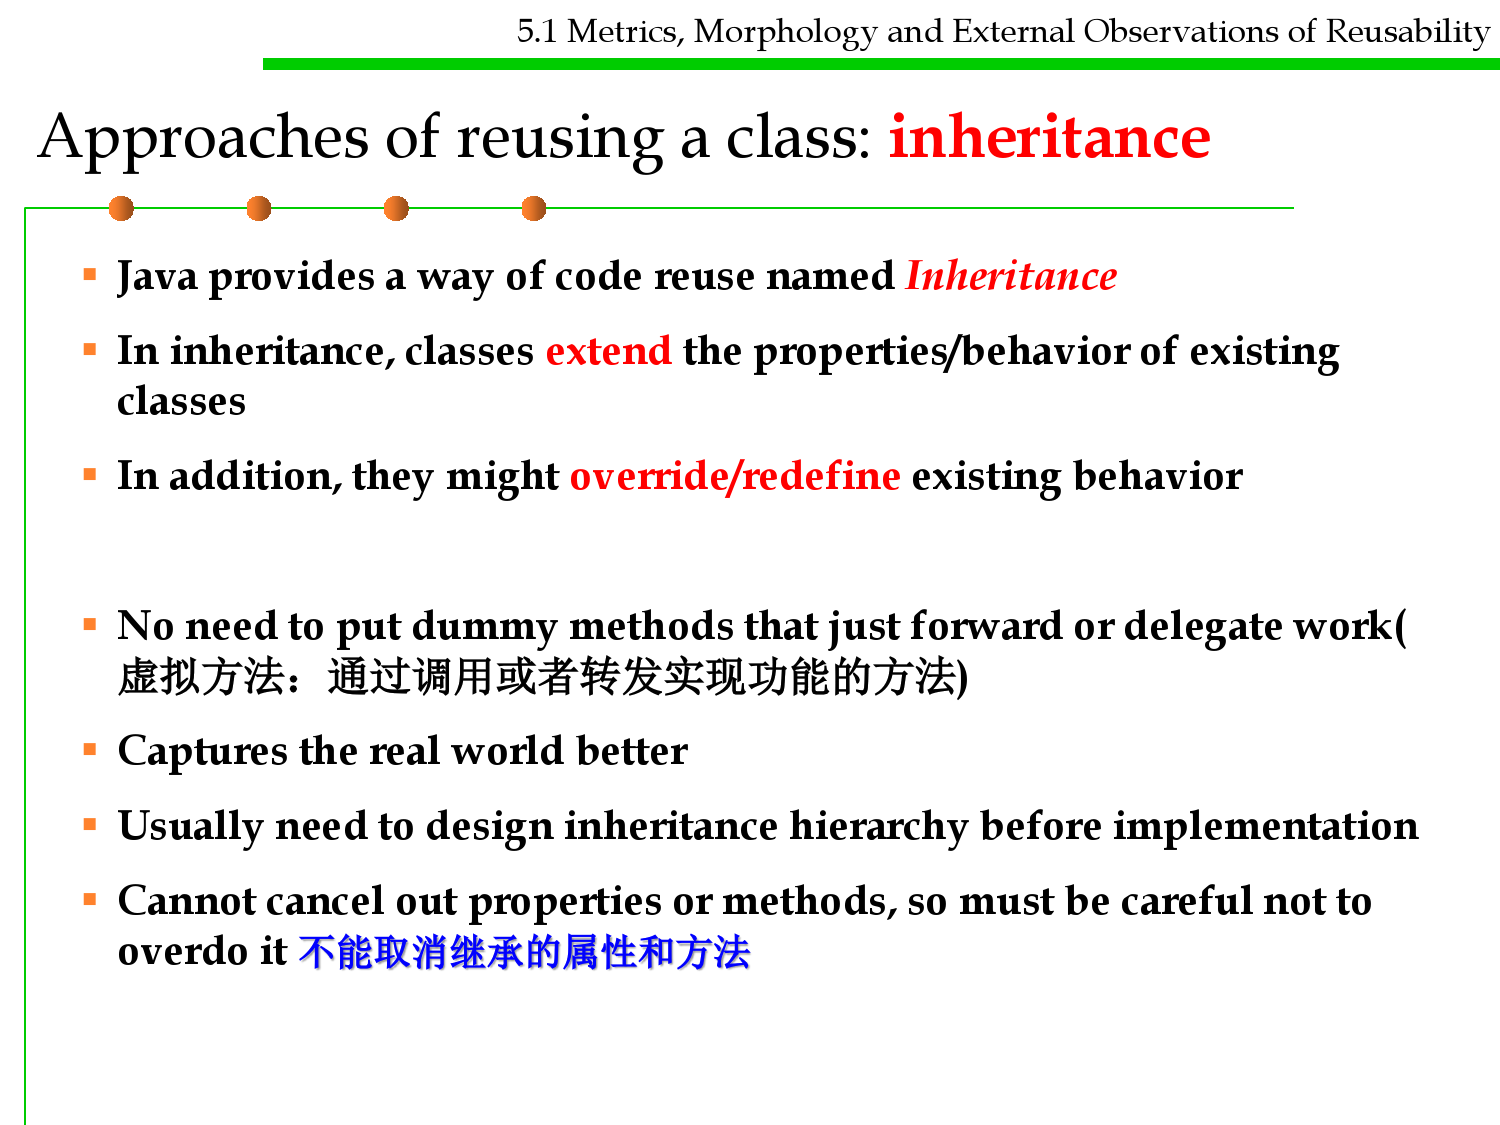 5.1 Metrics, Morphology and External Observations of Reusability
Approaches of reusing a class: inheritance
▪ Java provides a way of code reuse named Inheritance
▪ In inheritance, classes extend the properties/behavior of existing
classes
▪ In addition, they might override/redefine existing behavior
▪ No need to put dummy methods that just forward or delegate work(
虚拟方法：通过调用或者转发实现功能的方法)
▪ Captures the real world better
▪ Usually need to design inheritance hierarchy before implementation
▪ Cannot cancel out properties or methods, so must be careful not to
overdo it 不能取消继承的属性和方法